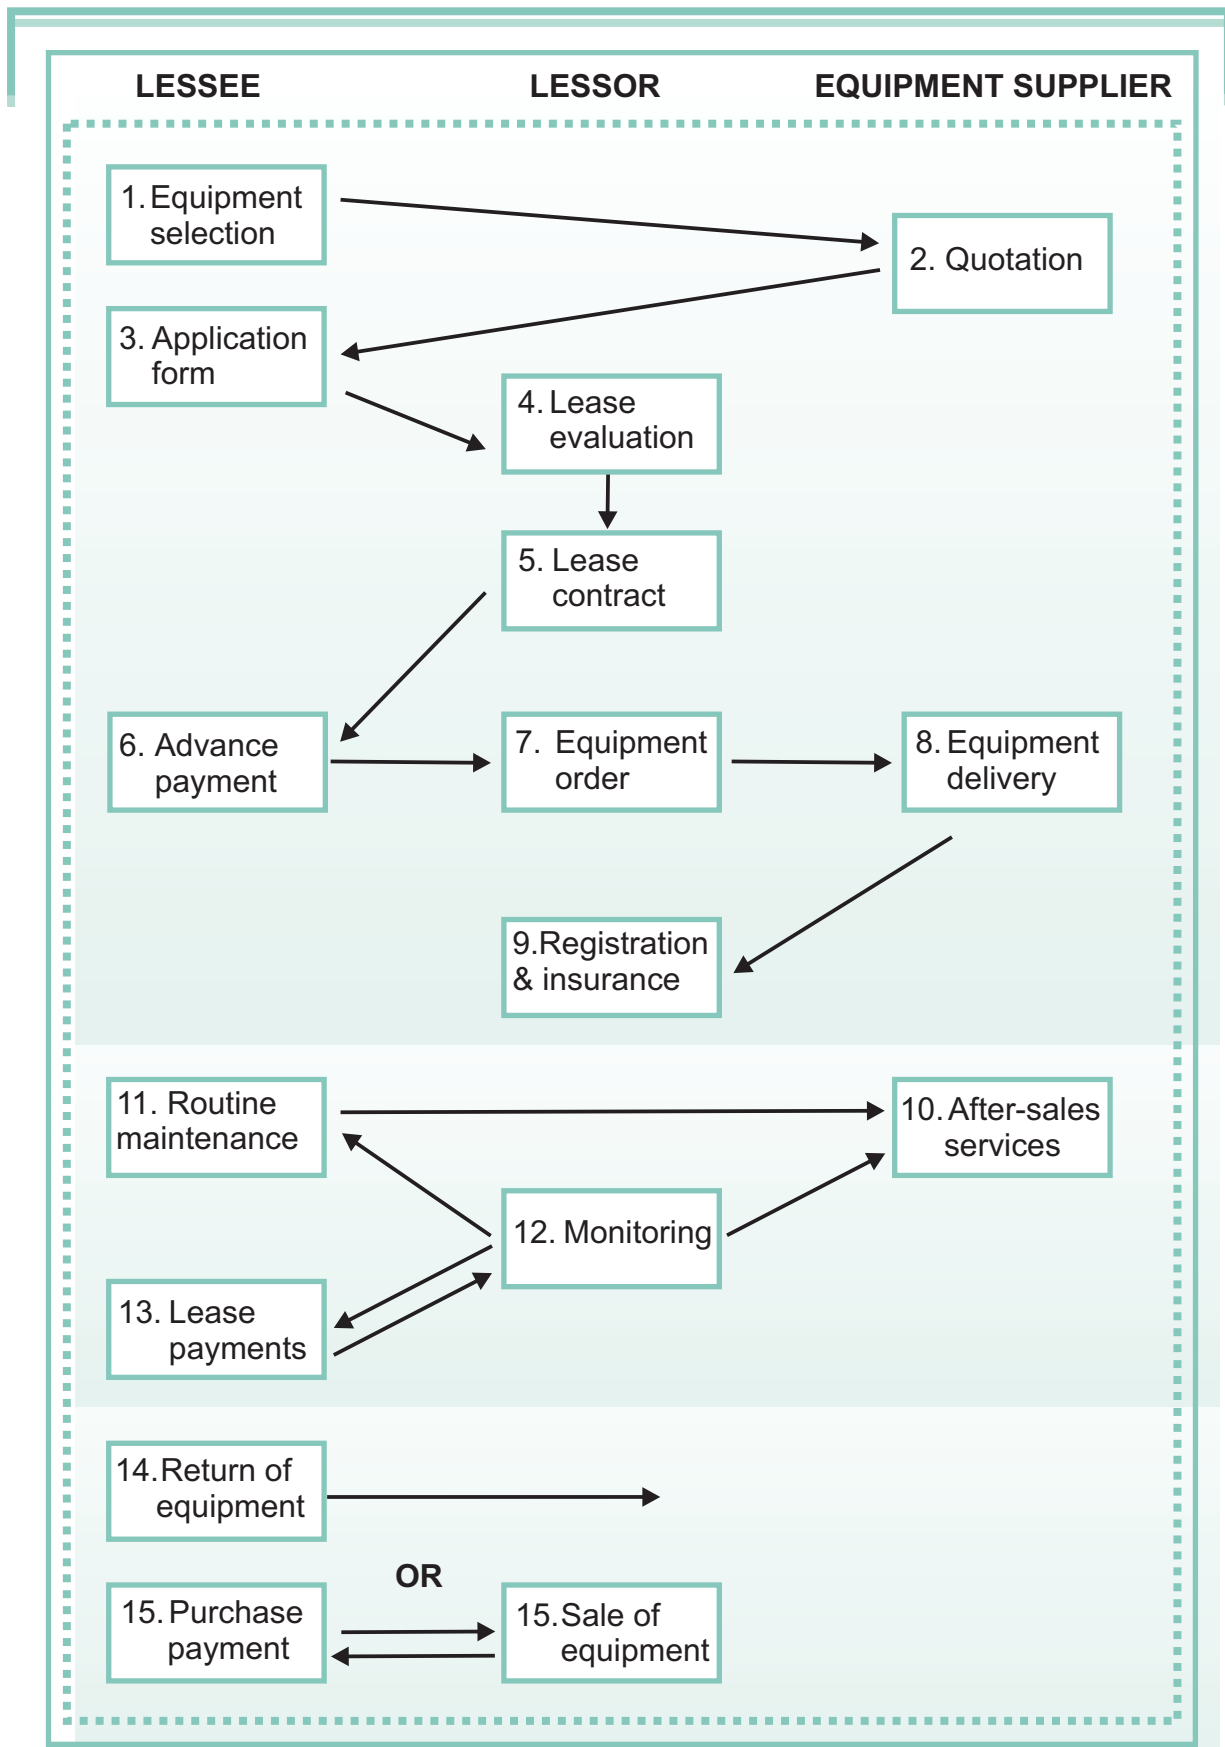 LESSEE LESSOR EQUIPMENT SUPPLIER
1. Equipment
selection
2. Quotation
3. Application
form
4. Lease
evaluation
5. Lease
contract
6. Advance
payment
7. Equipment
order
8. Equipment
delivery
9.Registration
& insurance
11. Routine
maintenance
10. After-sales
services
12. Monitoring
13. Lease
payments
14.Return of
equipment
OR
15. Purchase
payment
15.Sale of
equipment